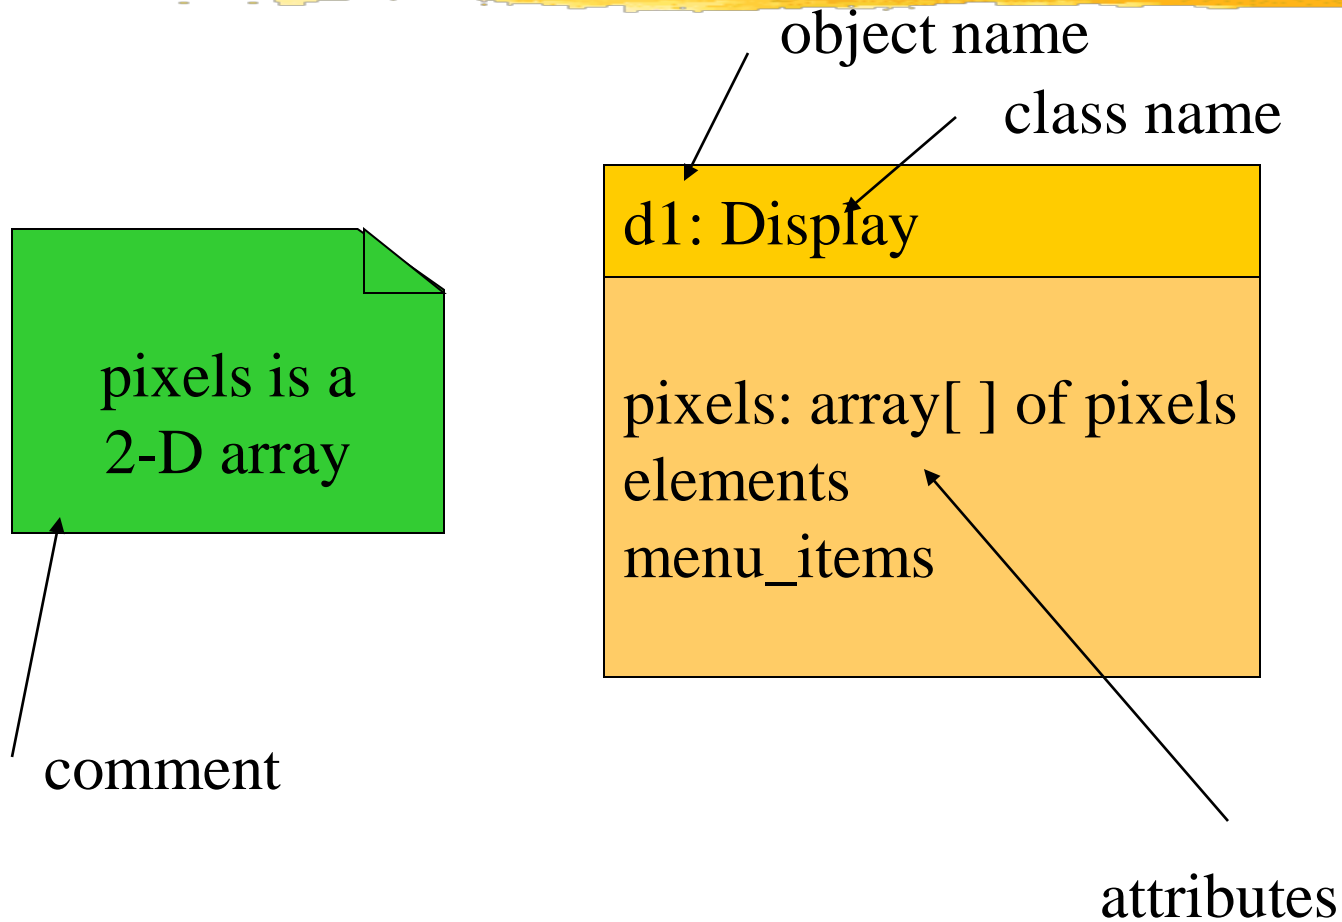 object name
class name
d1: Display
pixels is a
2-D array
pixels: array[ ] of pixels
elements
menu_items
comment
attributes